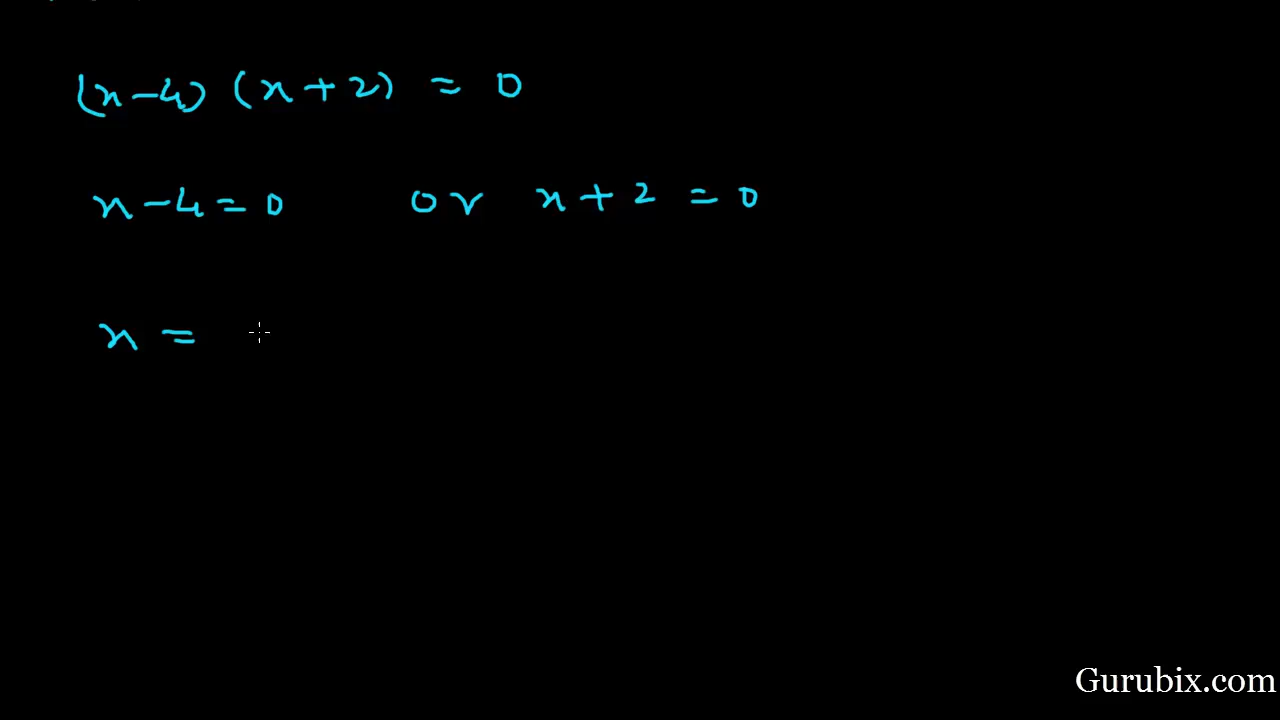 (x-4) (x+2) = 0
x-4=0 or x+2=0
x =
Gurubix.com